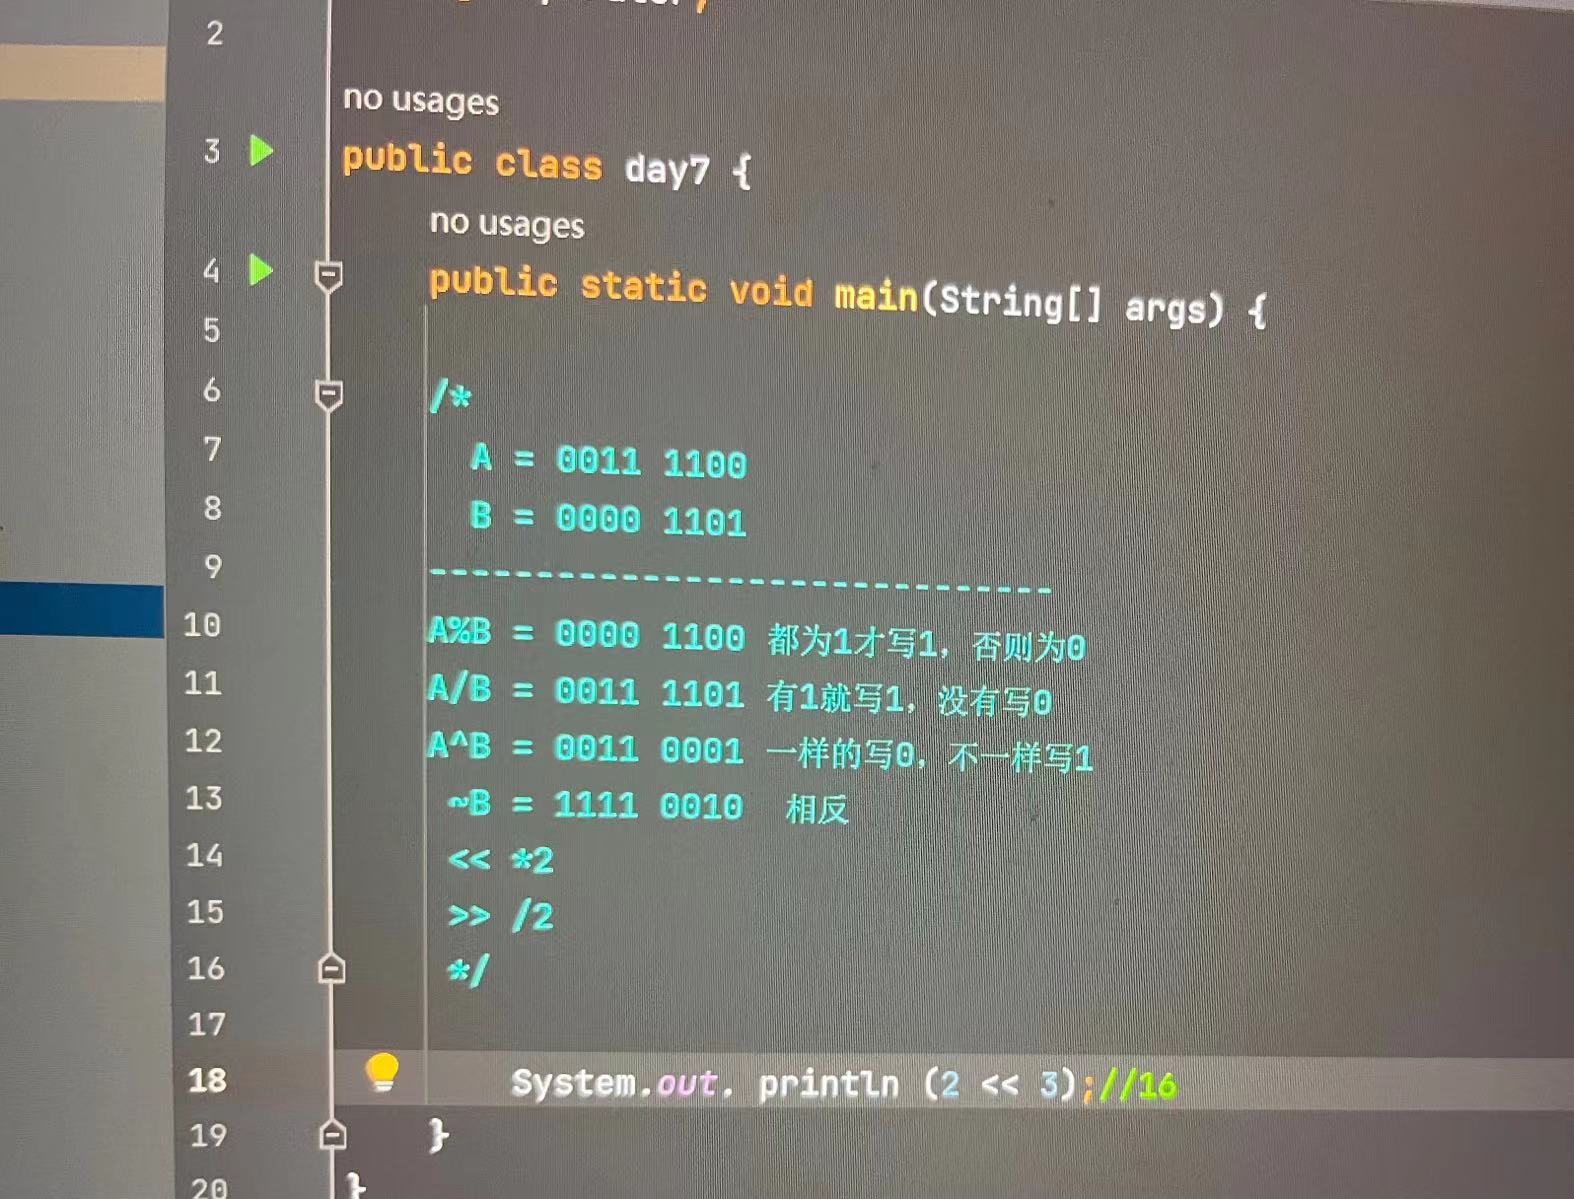 2
no usages
3 public class day7 {
no usages
4 public static void main(String[] args) {
5
6 /*
7 A = 0011 1100
8 B = 0000 1101
9 ------------------------------
10 A%B = 0000 1100 都为1才写1，否则为0
11 A/B = 0011 1101 有1就写1，没有写0
12 A^B = 0011 0001 一样的写0，不一样写1
13 ~B = 1111 0010 相反
14 << *2
15 >> /2
16 */
17
18 System.out. println (2 << 3);//16
19 }
20 }